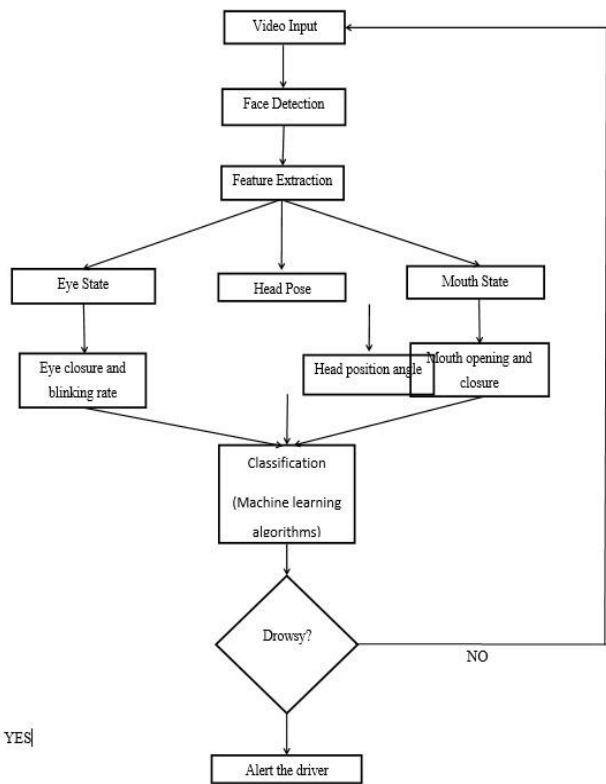 Video Input
Face Detection
Feature Extraction
Eye State
Head Pose
Mouth State
Eye closure and
blinking rate
Head position angle
Mouth opening and
closure
Classification
(Machine learning
algorithms)
Drowsy?
NO
YES
Alert the driver